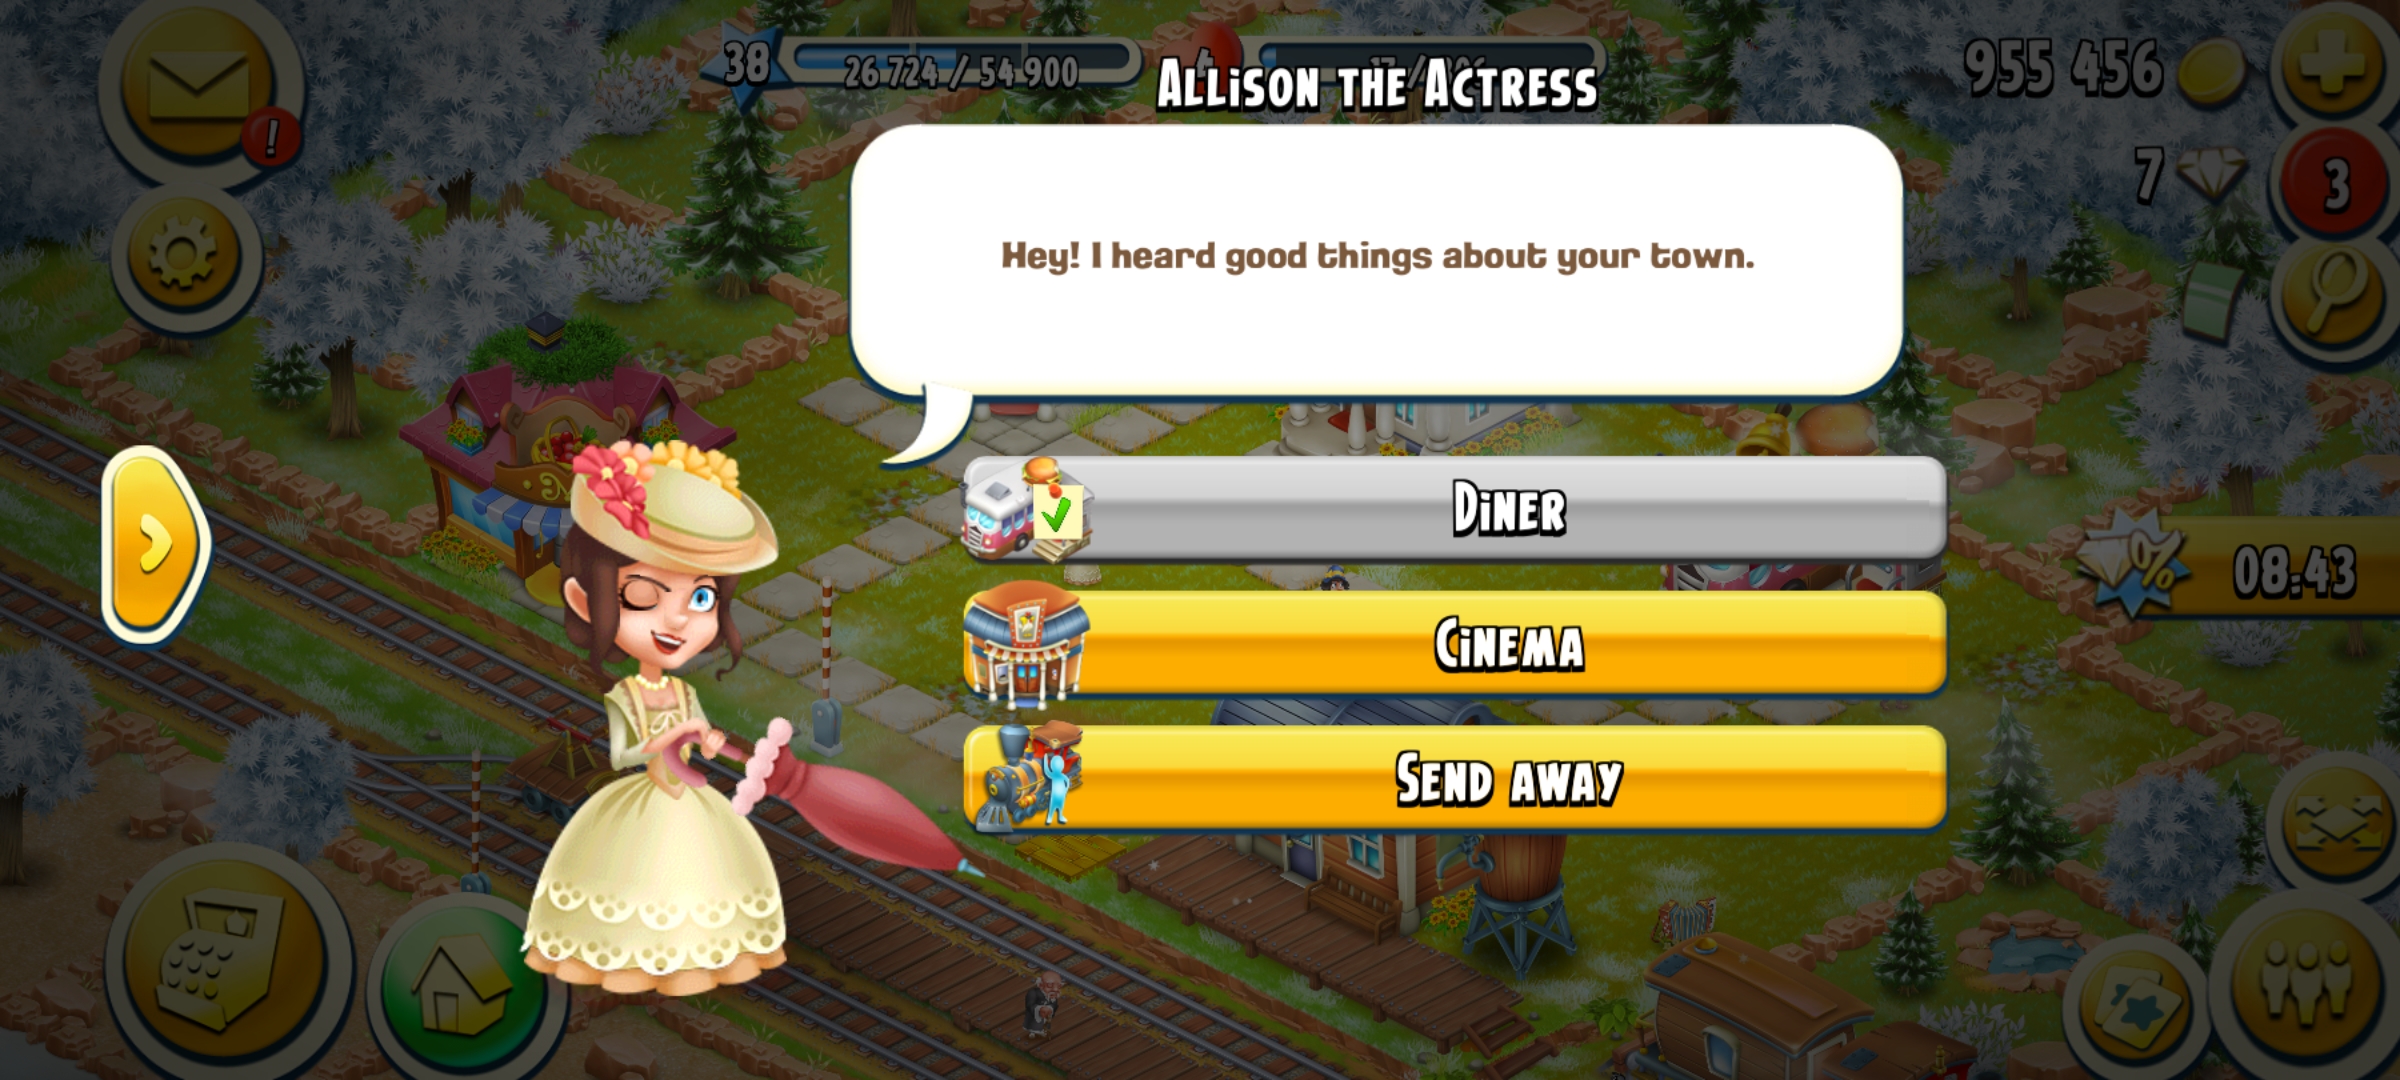 38
26 724 / 54 900
955 456
ALLISON THE ACTRESS
!
7
3
Hey! I heard good things about your town.
DINER
CINEMA
%
08:43
SEND AWAY